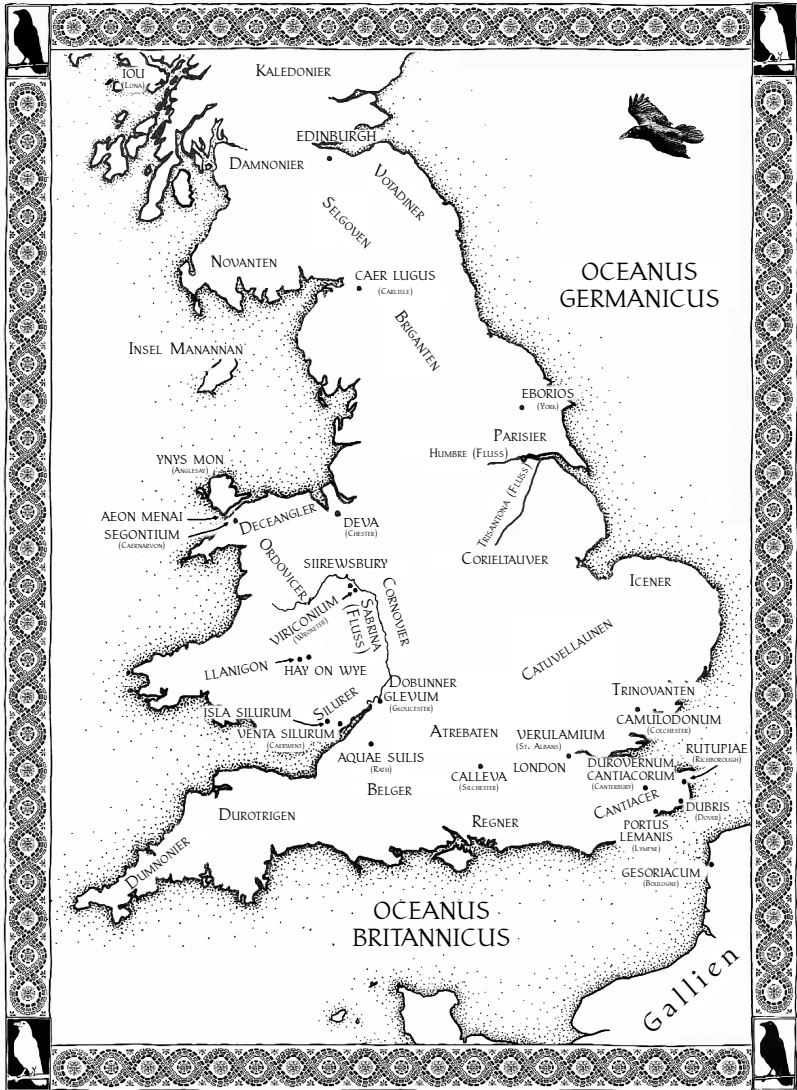 IOU
(Lona)
Kaledonier
EDINBURGH
Damnonier
Votadiner
Selgoven
Novanten
CAER LUGUS
(Carlisle)
OCEANUS
GERMANICUS
Briganten
Insel Manannan
EBORIOS
(York)
Parisier
Humbre (Fluss)
Trisantona (Fluss)
YNYS MON
(Anglesay)
AEON MENAI
SEGONTIUM
(Caernarvon)
Deceangler
DEVA
(Chester)
Corieltauver
Ordovicer
SIIREWSBURY
Icener
Cornovier
VIRICONIUM
(Wroxeter)
SABRINA
(Fluss)
Catuvellaunen
LLANIGON
HAY ON WYE
Dobunner
GLEVUM
(Gloucester)
Trinovanten
ISLA SILURUM
Silurer
CAMULODONUM
(Colchester)
VENTA SILURUM
(Caerwent)
Atrebaten
VERULAMIUM
(St. Albans)
RUTUPIAE
(Richborough)
AQUAE SULIS
(Rath)
LONDON
DUROVERNUM
CANTIACORUM
(Canterbury)
CALLEVA
(Silchester)
Belger
Cantiacer
DUBRIS
(Dover)
Durotrigen
Regner
PORTUS
LEMANIS
(Lympne)
Dumnonier
GESORIACUM
(Boulogne)
OCEANUS
BRITANNICUS
Gallien